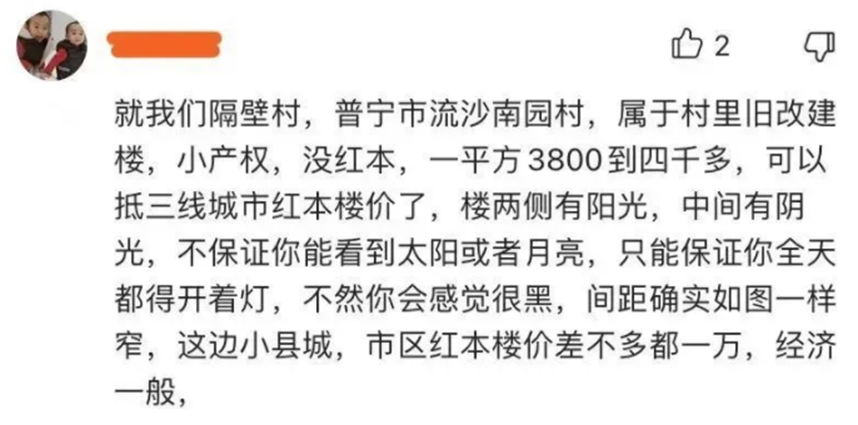 2
就我们隔壁村，普宁市流沙南园村，属于村里旧改建
楼，小产权，没红本，一平方3800到四千多，可以
抵三线城市红本楼价了，楼两侧有阳光，中间有阴
光，不保证你能看到太阳或者月亮，只能保证你全天
都得开着灯，不然你会感觉很黑，间距确实如图一样
窄，这边小县城，市区红本楼价差不多都一万，经济
一般，